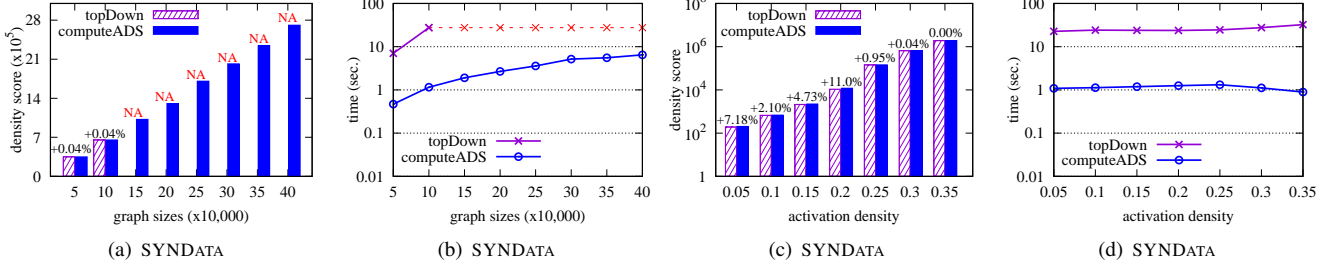 28
21
14
7
0
density score (x10^5)
topDown
computeADS
+0.04%
+0.04%
NA
NA
NA
NA
NA
NA
5 10 15 20 25 30 35 40
graph sizes (x10,000)
(a) SYNDATA
100
10
1
0.1
0.01
time (sec.)
topDown
computeADS
5 10 15 20 25 30 35 40
graph sizes (x10,000)
(b) SYNDATA
10^8
10^6
10^4
10^2
1
density score
topDown
computeADS
+7.18%
+2.10%
+4.73%
+11.0%
+0.95%
+0.04%
0.00%
0.05 0.1 0.15 0.2 0.25 0.3 0.35
activation density
(c) SYNDATA
100
10
1
0.1
0.01
time (sec.)
topDown
computeADS
0.05 0.1 0.15 0.2 0.25 0.3 0.35
activation density
(d) SYNDATA